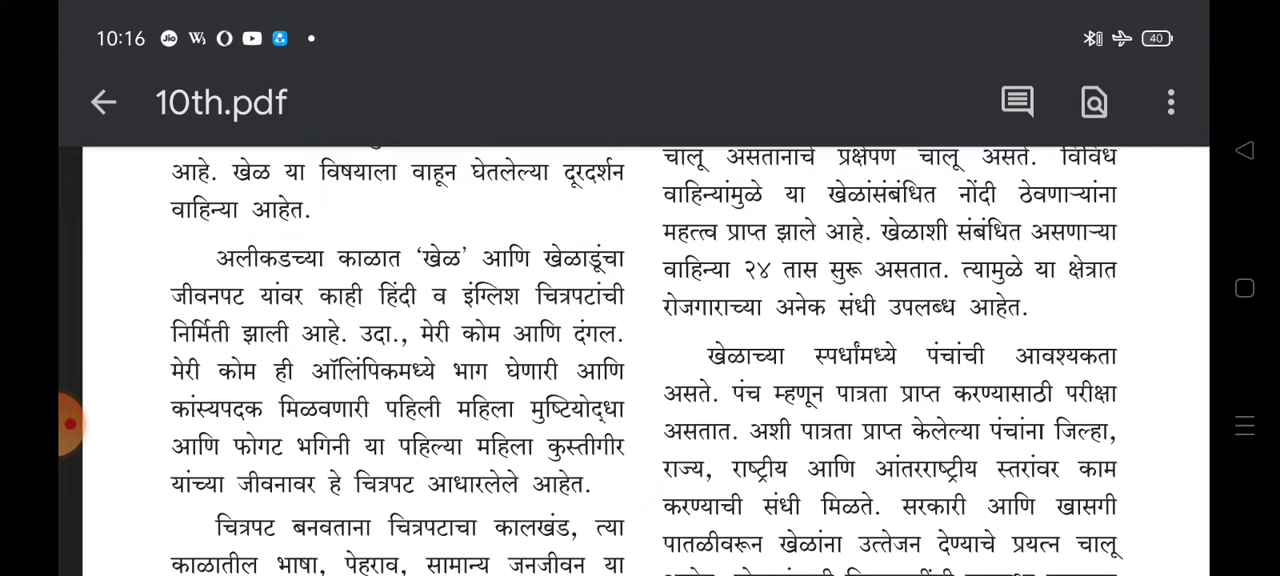 10:16
40
10th.pdf
आहे. खेळ या विषयाला वाहून घेतलेल्या दूरदर्शन
वाहिन्या आहेत.
अलीकडच्या काळात ‘खेळ’ आणि खेळाडूंचा
जीवनपट यांवर काही हिंदी व इंग्लिश चित्रपटांची
निर्मिती झाली आहे. उदा., मेरी कोम आणि दंगल.
मेरी कोम ही ऑलिंपिकमध्ये भाग घेणारी आणि
कांस्यपदक मिळवणारी पहिली महिला मुष्टियोद्धा
आणि फोगट भगिनी या पहिल्या महिला कुस्तीगीर
यांच्या जीवनावर हे चित्रपट आधारलेले आहेत.
चित्रपट बनवताना चित्रपटाचा कालखंड, त्या
काळातील भाषा, पेहराव, सामान्य जनजीवन या
चालू असतानाचे प्रक्षेपण चालू असते. विविध
वाहिन्यांमुळे या खेळांसंबंधित नोंदी ठेवणाऱ्यांना
महत्त्व प्राप्त झाले आहे. खेळाशी संबंधित असणाऱ्या
वाहिन्या २४ तास सुरू असतात. त्यामुळे या क्षेत्रात
रोजगाराच्या अनेक संधी उपलब्ध आहेत.
खेळाच्या स्पर्धांमध्ये पंचांची आवश्यकता
असते. पंच म्हणून पात्रता प्राप्त करण्यासाठी परीक्षा
असतात. अशी पात्रता प्राप्त केलेल्या पंचांना जिल्हा,
राज्य, राष्ट्रीय आणि आंतरराष्ट्रीय स्तरांवर काम
करण्याची संधी मिळते. सरकारी आणि खासगी
पातळीवरून खेळांना उत्तेजन देण्याचे प्रयत्न चालू